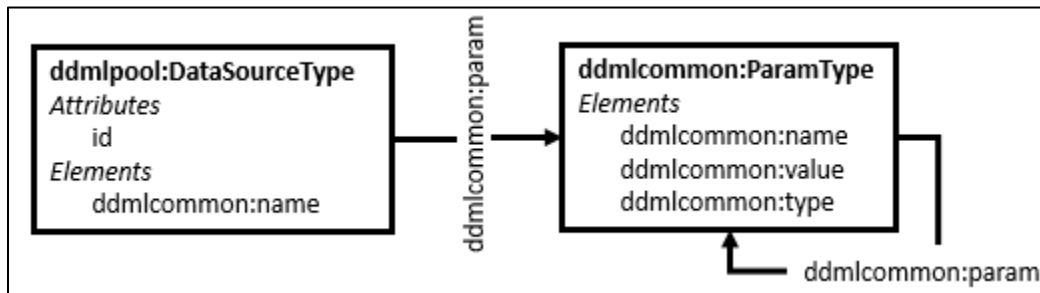 ddmlpool:DataSourceType
Attributes
id
Elements
ddmlcommon:name
ddmlcommon:param
ddmlcommon:ParamType
Elements
ddmlcommon:name
ddmlcommon:value
ddmlcommon:type
ddmlcommon:param